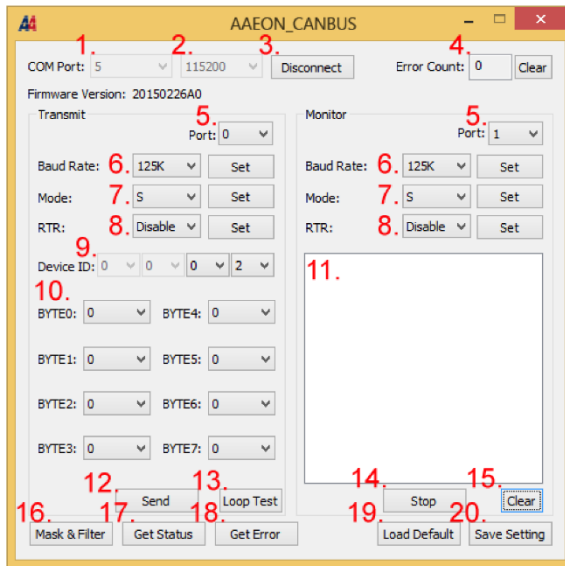 AAEON_CANBUS
1. 2. 3. 4.
COM Port: 5 115200 Disconnect Error Count: 0 Clear
Firmware Version: 20150226A0
Transmit Monitor
5. Port: 0 5. Port: 1
Baud Rate: 6. 125K Set Baud Rate: 6. 125K Set
Mode: 7. S Set Mode: 7. S Set
RTR: 8. Disable Set RTR: 8. Disable Set
9.
Device ID: 0 0 0 2 11.
10.
BYTE0: 0 BYTE4: 0
BYTE1: 0 BYTE5: 0
BYTE2: 0 BYTE6: 0
BYTE3: 0 BYTE7: 0
12. 13. 14. 15.
Send Loop Test Stop Clear
16. 17. 18. 19. 20.
Mask & Filter Get Status Get Error Load Default Save Setting